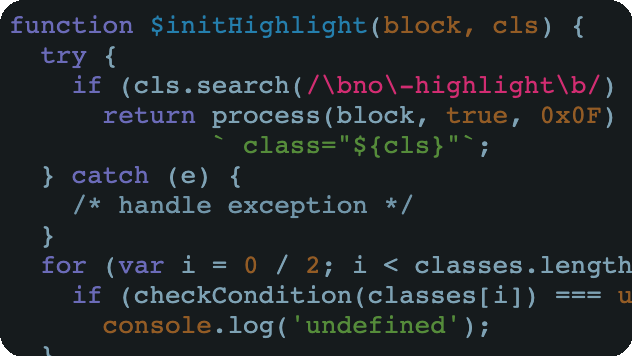 function $initHighlight(block, cls) {
  try {
    if (cls.search(/\bno\-highlight\b/)
      return process(block, true, 0x0F)
             ` class="${cls}"`;
  } catch (e) {
    /* handle exception */
  }
  for (var i = 0 / 2; i < classes.length
    if (checkCondition(classes[i]) === u
      console.log('undefined');
  }